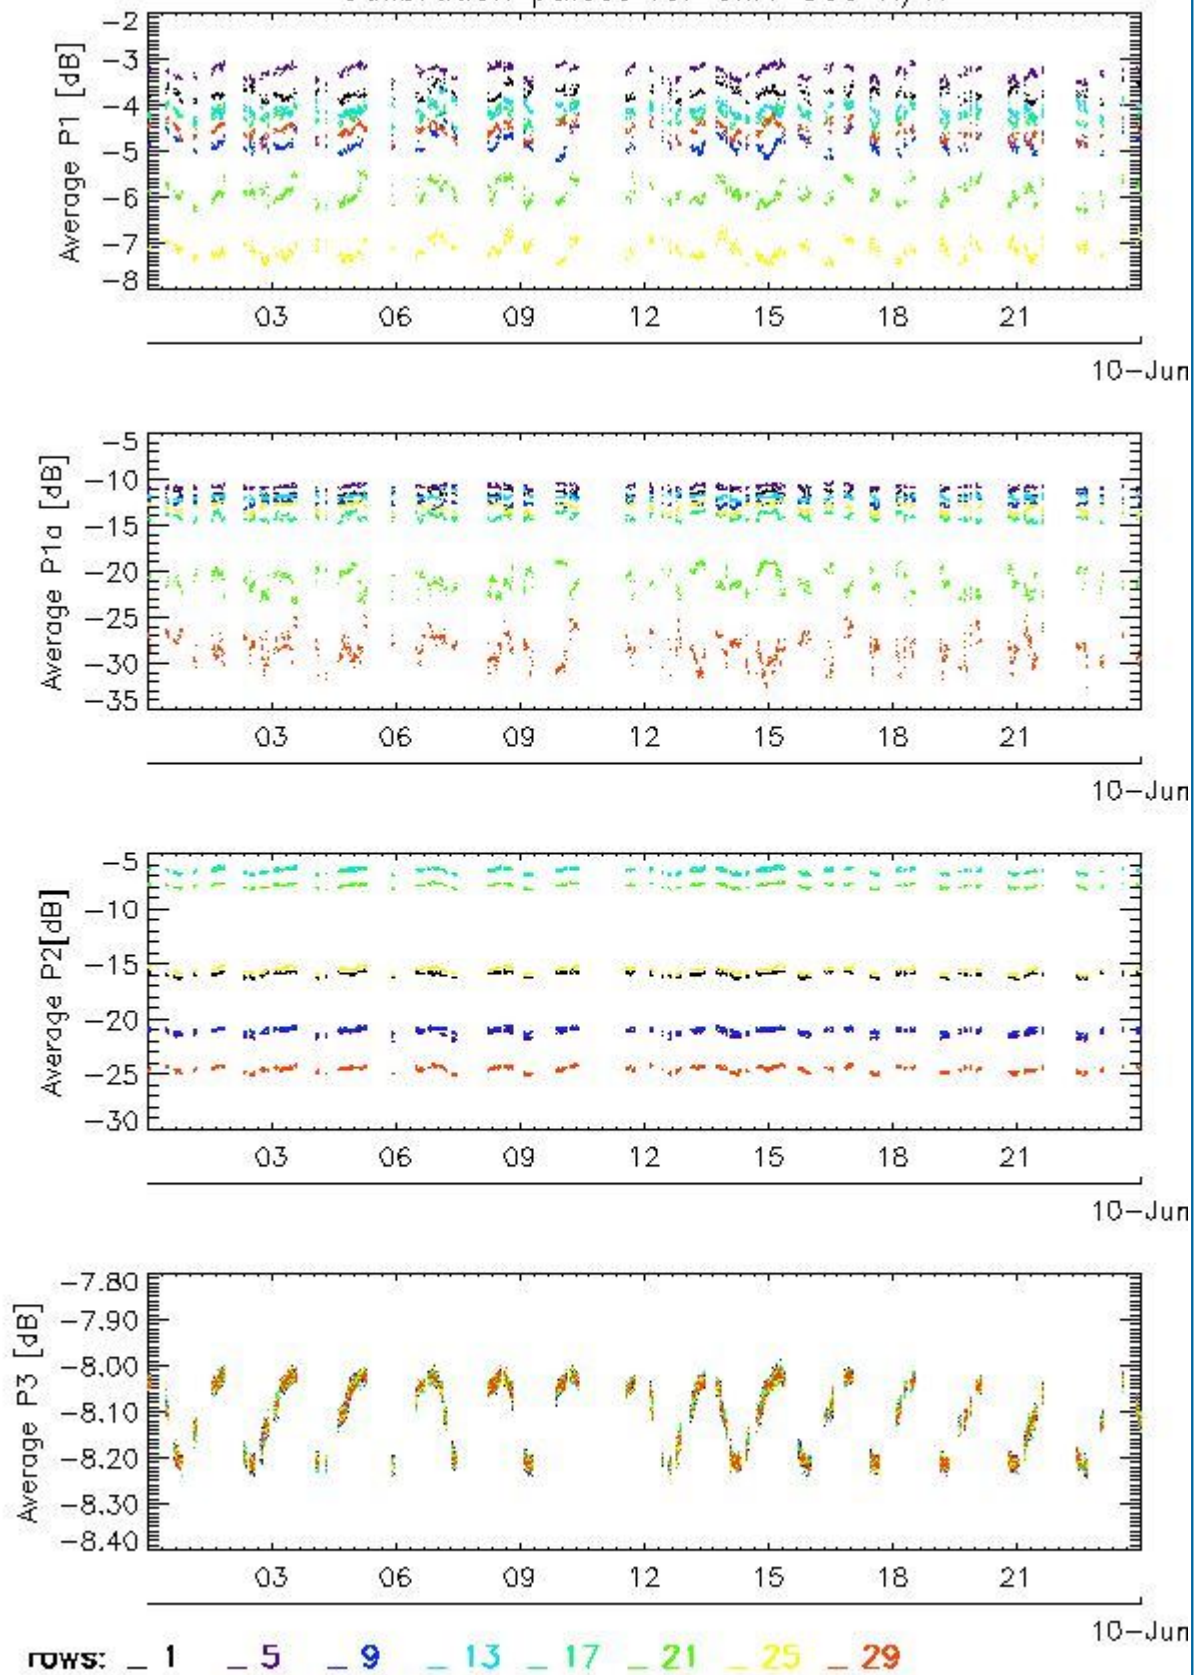 -2
-3
-4
-5
-6
-7
-8
Average P1 [dB]
03 06 09 12 15 18 21
10-Jun
-5
-10
-15
-20
-25
-30
-35
Average P1a [dB]
03 06 09 12 15 18 21
10-Jun
-5
-10
-15
-20
-25
-30
Average P2[dB]
03 06 09 12 15 18 21
10-Jun
-7.80
-7.90
-8.00
-8.10
-8.20
-8.30
-8.40
Average P3 [dB]
03 06 09 12 15 18 21
10-Jun
rows: _ 1 _ 5 _ 9 _ 13 _ 17 _ 21 _ 25 _ 29